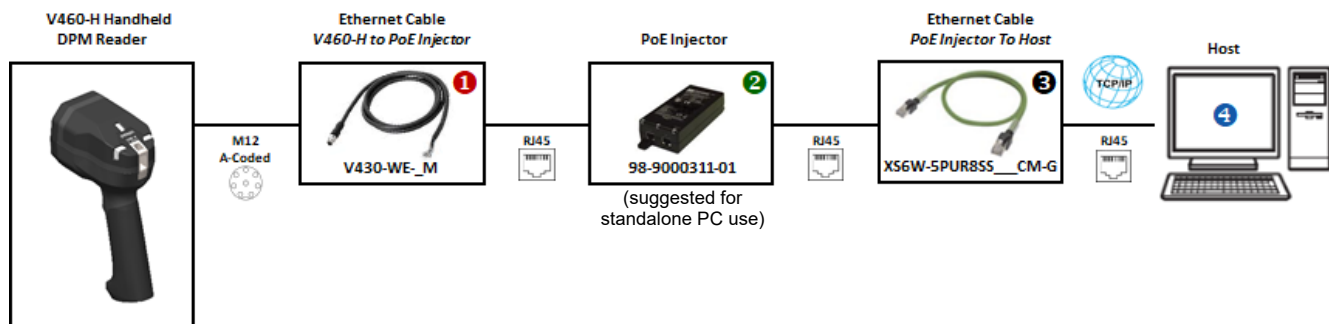 V460-H Handheld
DPM Reader
Ethernet Cable
V460-H to PoE Injector
PoE Injector
Ethernet Cable
PoE Injector To Host
Host
1
2
3
4
TCP/IP
M12
A-Coded
RJ45
RJ45
RJ45
V430-WE-_M
98-9000311-01
XS6W-5PUR8SS___CM-G
(suggested for
standalone PC use)